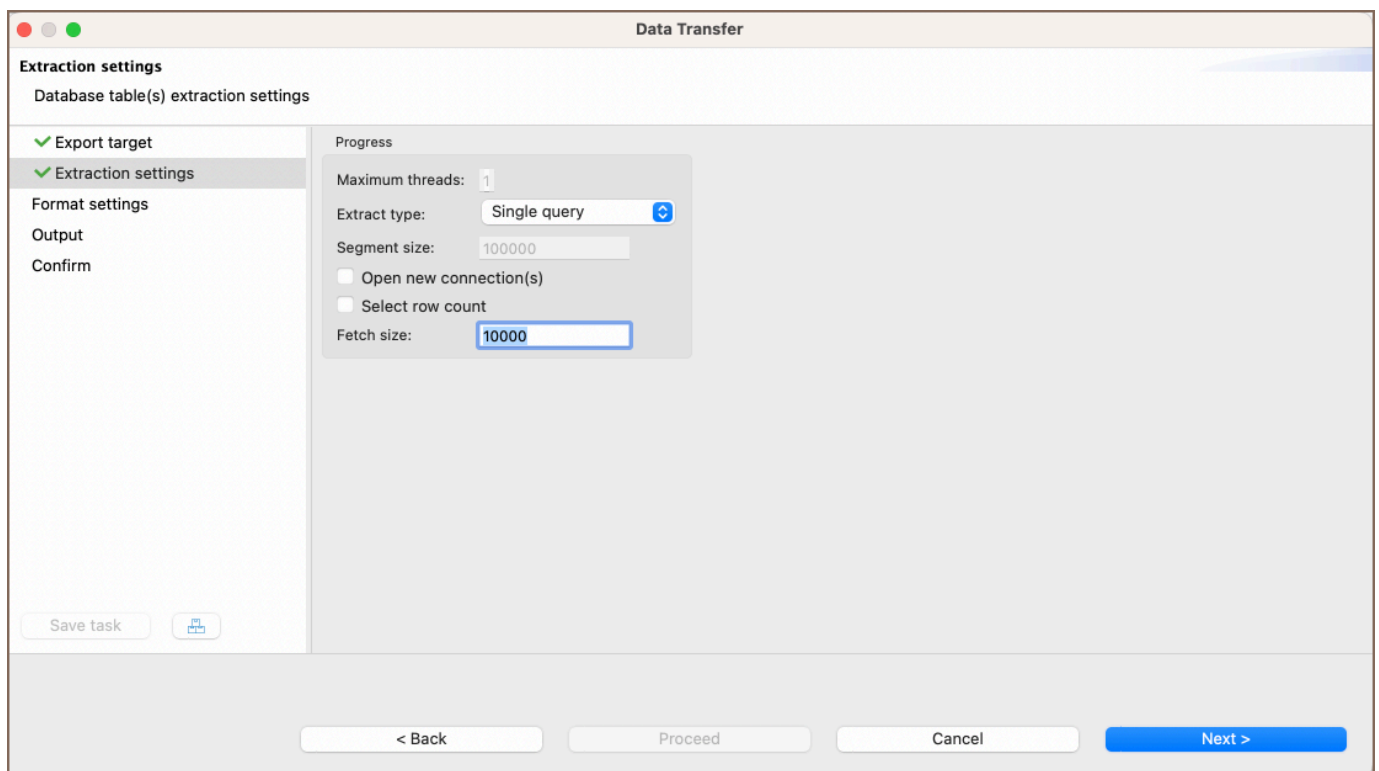 Data Transfer
Extraction settings
Database table(s) extraction settings
Export target
Extraction settings
Format settings
Output
Confirm
Save task
Progress
Maximum threads: 1
Extract type: Single query
Segment size: 100000
Open new connection(s)
Select row count
Fetch size: 10000
< Back
Proceed
Cancel
Next >